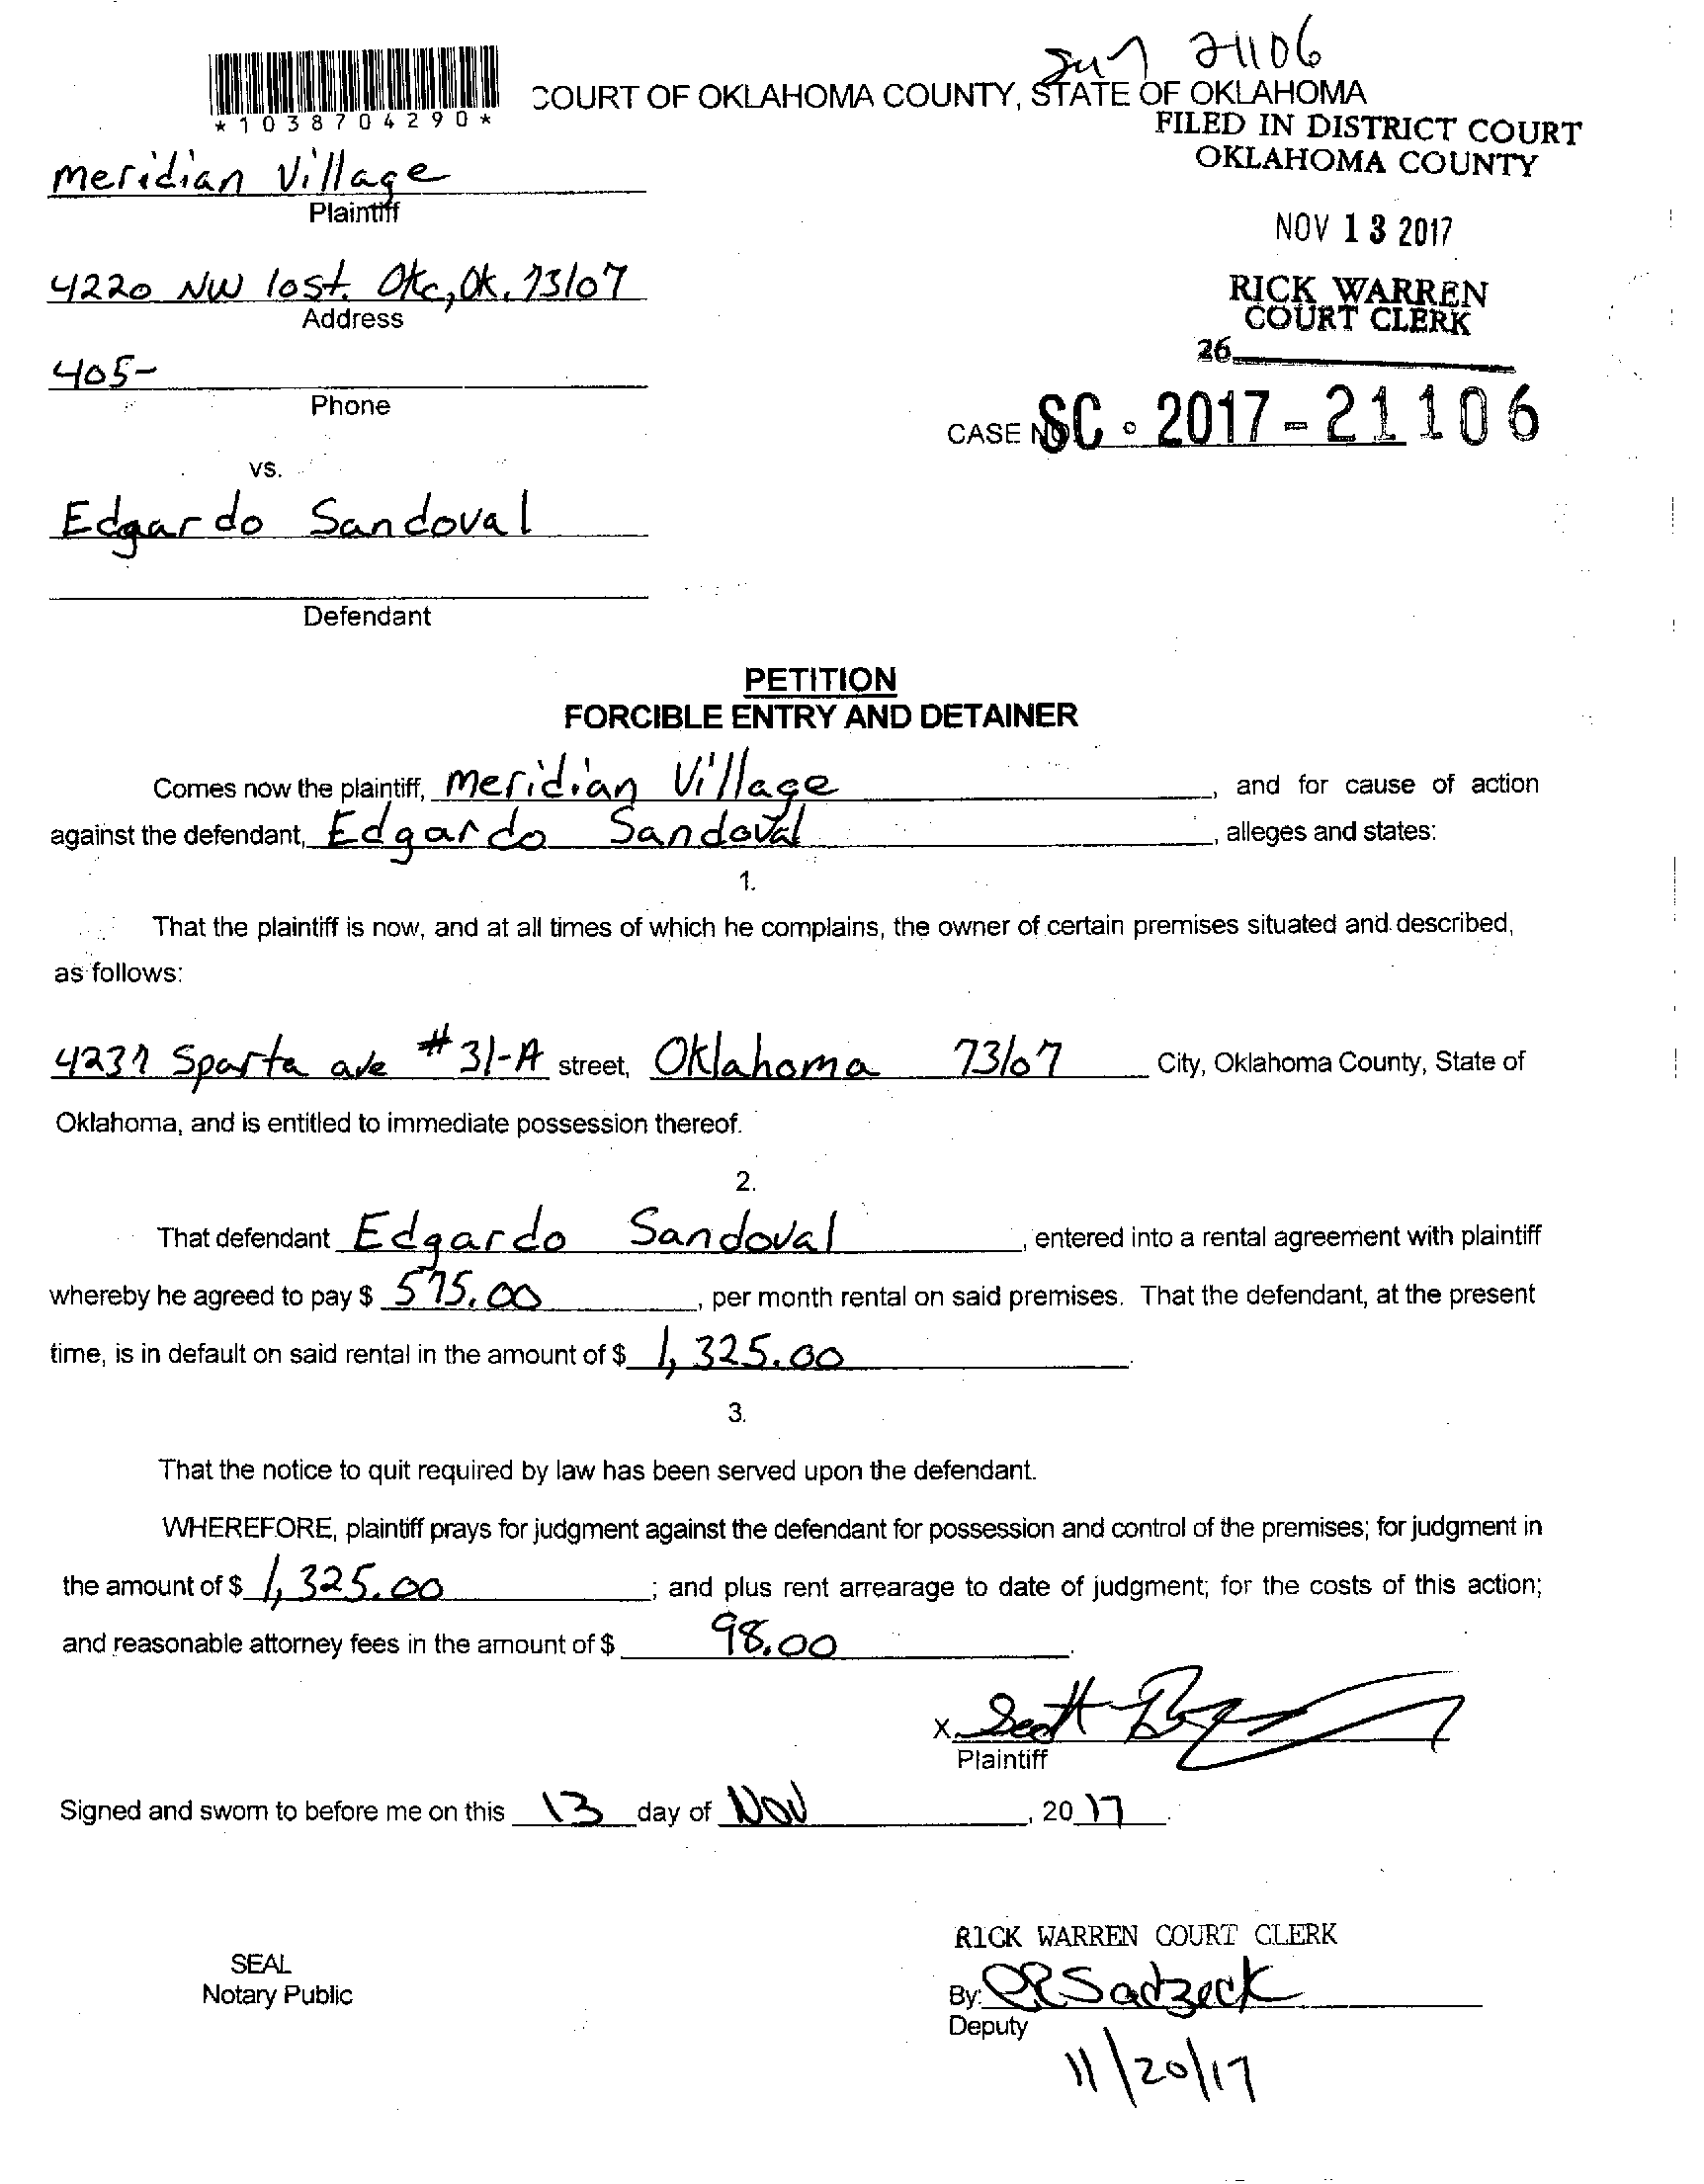 21106
COURT OF OKLAHOMA COUNTY, STATE OF OKLAHOMA
*1038704290*
FILED IN DISTRICT COURT
OKLAHOMA COUNTY
meridian Village
Plaintiff
NOV 13 2017
4220 NW 10st. Okc, Ok. 73107
Address
RICK WARREN
COURT CLERK
26
405-
Phone
CASE NO SC-2017-21106
vs.
Edgardo Sandoval
Defendant
PETITION
FORCIBLE ENTRY AND DETAINER
Comes now the plaintiff, meridian Village, and for cause of action
against the defendant, Edgardo Sandoval, alleges and states:
1.
That the plaintiff is now, and at all times of which he complains, the owner of certain premises situated and described,
as follows:
4237 Sparta ave #31-A street, Oklahoma 73107 City, Oklahoma County, State of
Oklahoma, and is entitled to immediate possession thereof.
2.
That defendant Edgardo Sandoval, entered into a rental agreement with plaintiff
whereby he agreed to pay $ 575.00, per month rental on said premises. That the defendant, at the present
time, is in default on said rental in the amount of $ 1,325.00.
3.
That the notice to quit required by law has been served upon the defendant.
WHEREFORE, plaintiff prays for judgment against the defendant for possession and control of the premises; for judgment in
the amount of $ 1,325.00; and plus rent arrearage to date of judgment; for the costs of this action;
and reasonable attorney fees in the amount of $ 98.00.
X Scott
Plaintiff
Signed and sworn to before me on this 13 day of Nov, 2017.
RICK WARREN COURT CLERK
SEAL
Notary Public
By:
Deputy
11/20/17